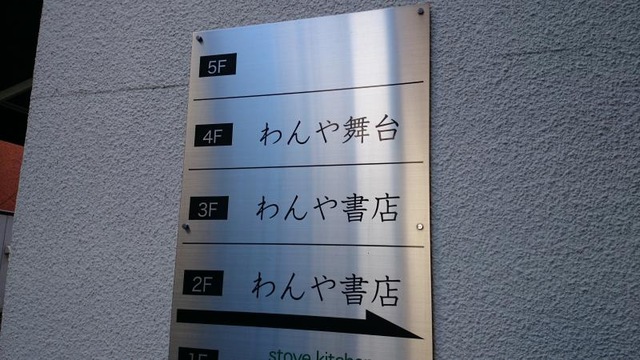 5F
4F わんや舞台
3F わんや書店
2F わんや書店
1F stove kitchen